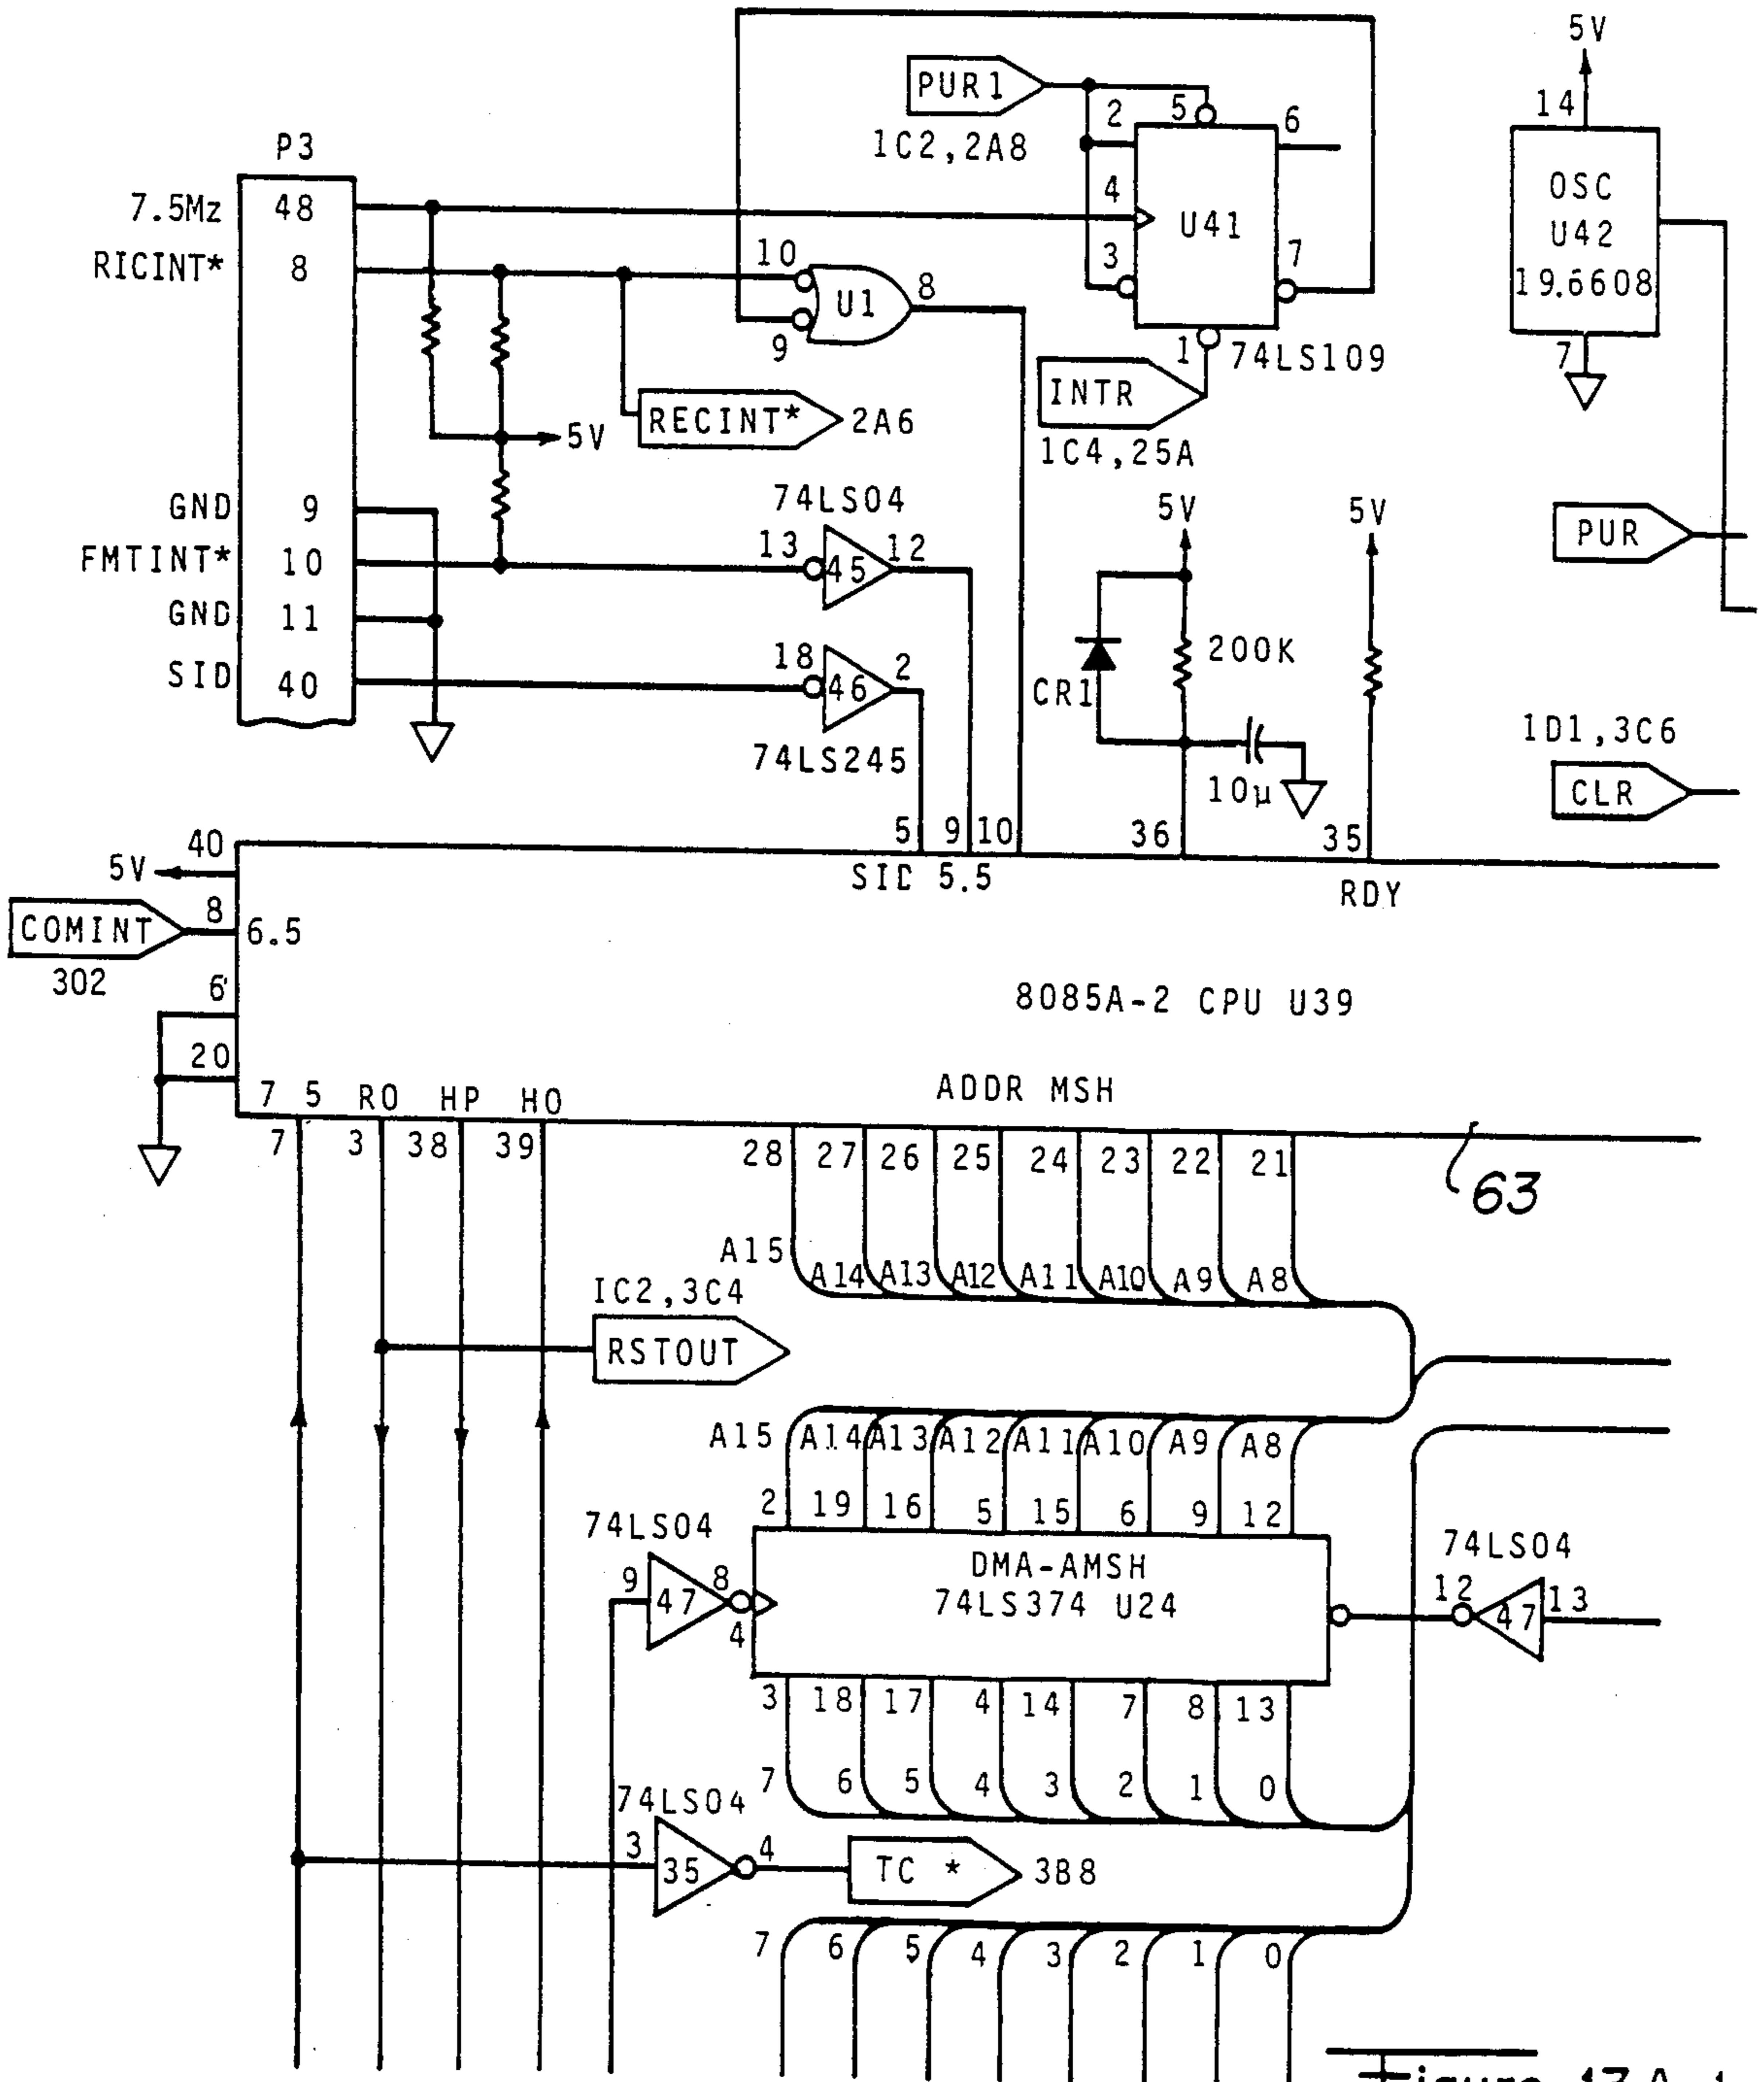 5V
PUR1
2
5
6
14
1C2,2A8
P3
OSC
U42
19.6608
7.5Mz
48
4
U41
RICINT*
8
10
3
7
U1
8
9
1
74LS109
7
INTR
RECINT*
2A6
5V
1C4,25A
GND
9
74LS04
5V
5V
PUR
FMTINT*
10
13
45
12
GND
11
SID
40
18
46
2
200K
CR1
74LS245
1D1,3C6
10µ
CLR
40
5
9
10
36
35
5V
SID
5.5
RDY
COMINT
8
6.5
302
6
8085A-2 CPU U39
20
7
5
RO
HP
HO
ADDR MSH
7
3
38
39
28
27
26
25
24
23
22
21
63
A15
A14
A13
A12
A11
A10
A9
A8
IC2,3C4
RSTOUT
A15
A14
A13
A12
A11
A10
A9
A8
2
19
16
5
15
6
9
12
74LS04
DMA-AMSH
74LS04
9
47
8
74LS374 U24
12
47
13
4
3
18
17
4
14
7
8
13
7
6
5
4
3
2
1
0
74LS04
3
35
4
TC *
3B8
7
6
5
4
3
2
1
0